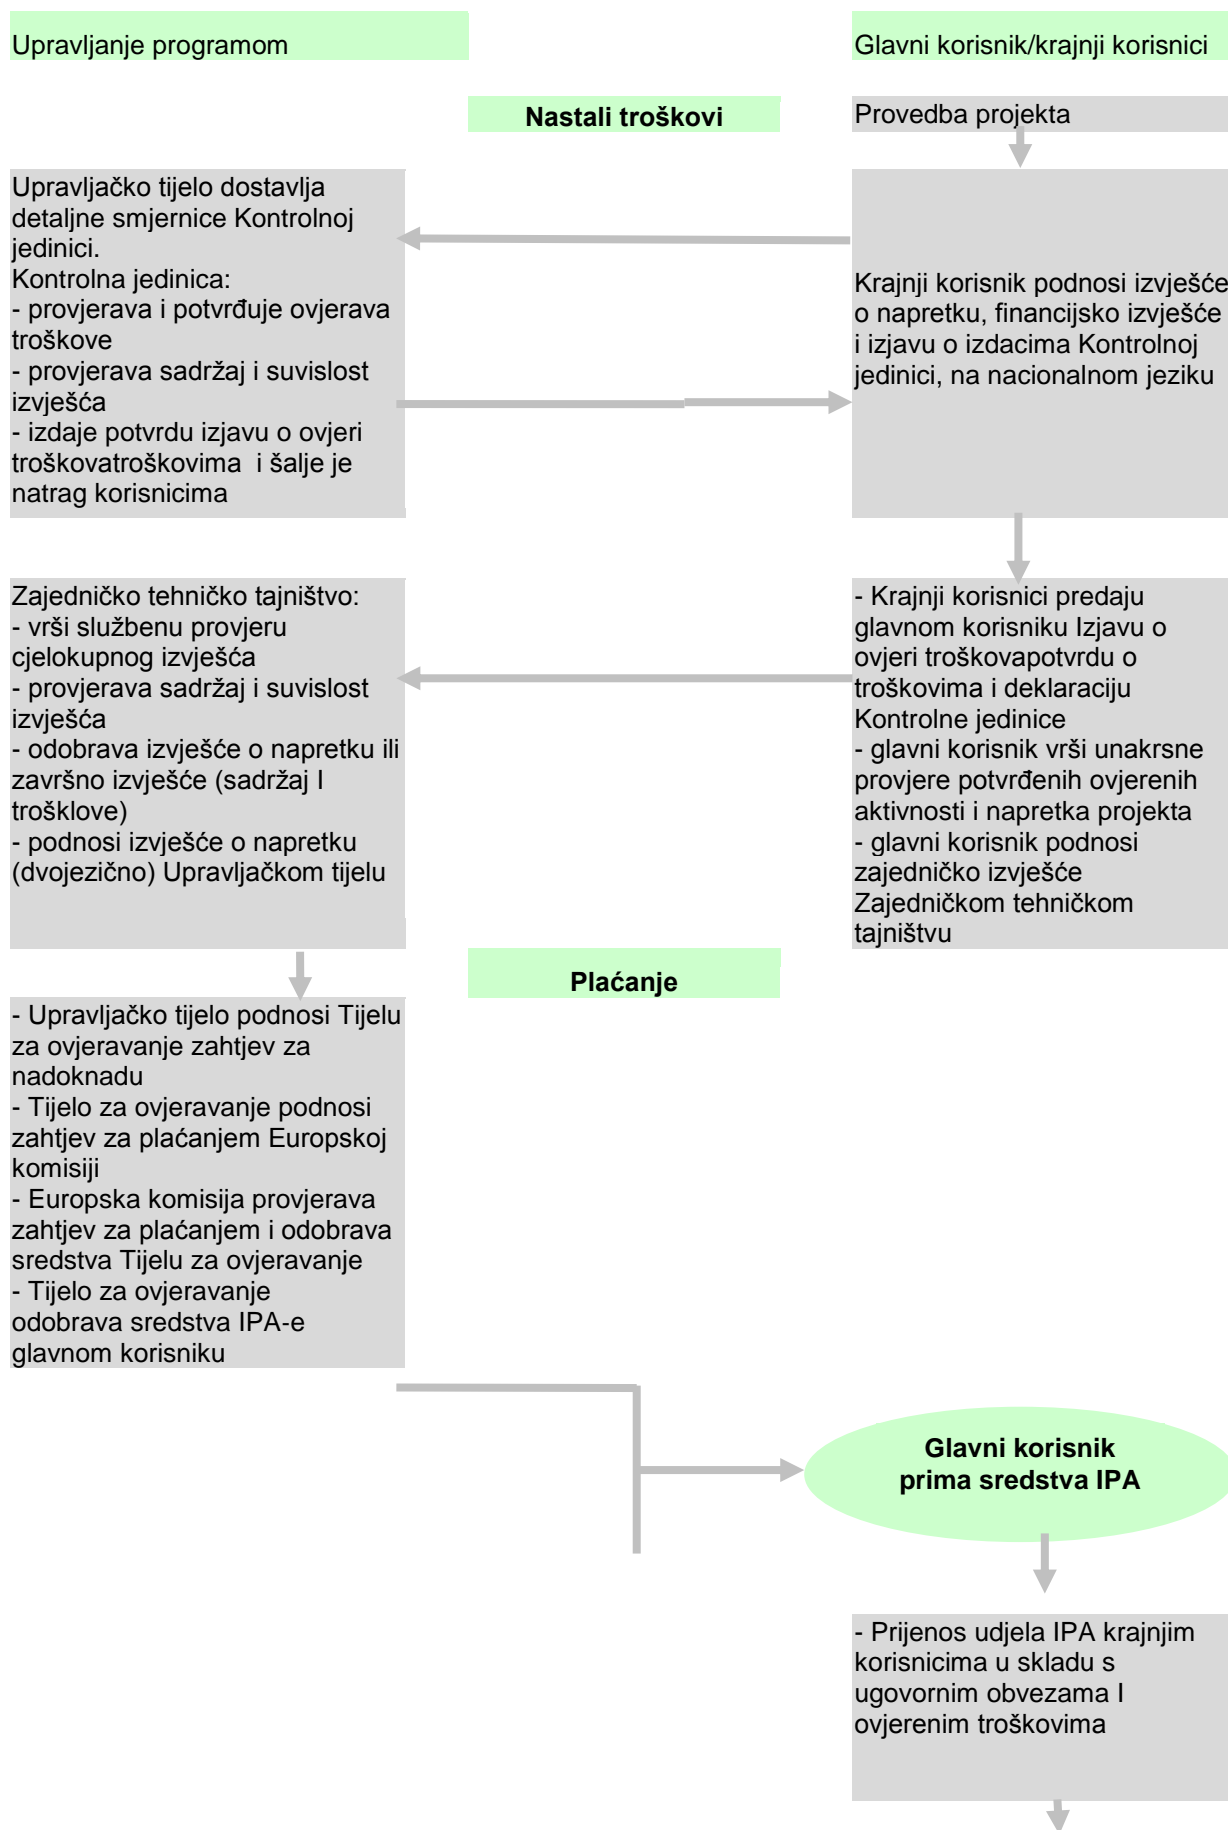 Upravljanje programom
Glavni korisnik/krajnji korisnici
Nastali troškovi
Provedba projekta
Upravljačko tijelo dostavlja
detaljne smjernice Kontrolnoj
jedinici.
Kontrolna jedinica:
- provjerava i potvrđuje ovjerava
troškove
- provjerava sadržaj i suvislost
izvješća
- izdaje potvrdu izjavu o ovjeri
troškovatroškovima  i šalje je
natrag korisnicima
Krajnji korisnik podnosi izvješće
o napretku, financijsko izvješće
i izjavu o izdacima Kontrolnoj
jedinici, na nacionalnom jeziku
Zajedničko tehničko tajništvo:
- vrši službenu provjeru
cjelokupnog izvješća
- provjerava sadržaj i suvislost
izvješća
- odobrava izvješće o napretku ili
završno izvješće (sadržaj I
trošklove)
- podnosi izvješće o napretku
(dvojezično) Upravljačkom tijelu
- Krajnji korisnici predaju
glavnom korisniku Izjavu o
ovjeri troškovapotvrdu o
troškovima i deklaraciju
Kontrolne jedinice
- glavni korisnik vrši unakrsne
provjere potvrđenih ovjerenih
aktivnosti i napretka projekta
- glavni korisnik podnosi
zajedničko izvješće
Zajedničkom tehničkom
tajništvu
Plaćanje
- Upravljačko tijelo podnosi Tijelu
za ovjeravanje zahtjev za
nadoknadu
- Tijelo za ovjeravanje podnosi
zahtjev za plaćanjem Europskoj
komisiji
- Europska komisija provjerava
zahtjev za plaćanjem i odobrava
sredstva Tijelu za ovjeravanje
- Tijelo za ovjeravanje
odobrava sredstva IPA-e
glavnom korisniku
Glavni korisnik
prima sredstva IPA
- Prijenos udjela IPA krajnjim
korisnicima u skladu s
ugovornim obvezama I
ovjerenim troškovima